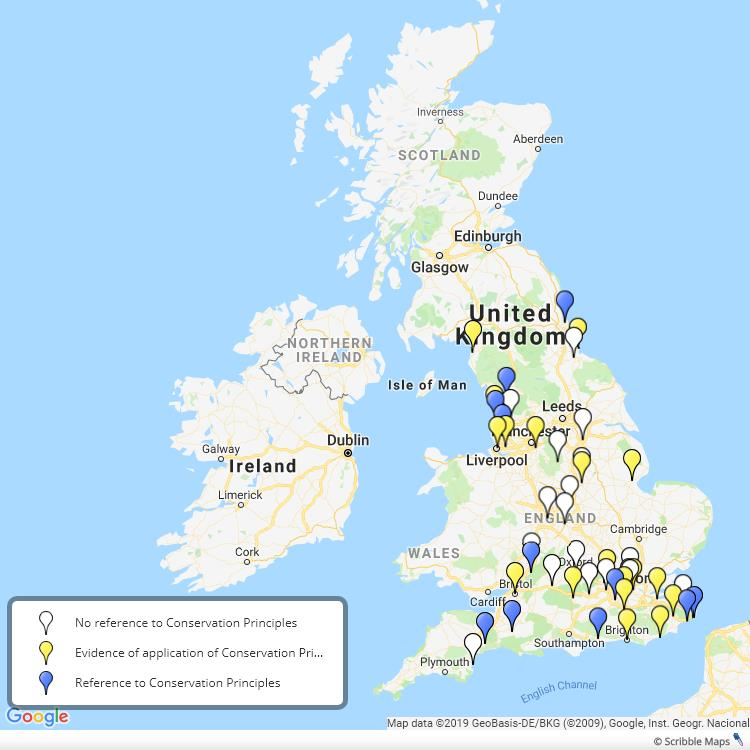 Inverness
Aberdeen
SCOTLAND
Dundee
Edinburgh
Glasgow
United
Kingdom
NORTHERN
IRELAND
Isle of Man
Leeds
Dublin
Galway
Ireland
Liverpool
Limerick
ENGLAND
Cambridge
Cork
WALES
Oxford
Bristol
Cardiff
Brighton
Southampton
Plymouth
English Channel
No reference to Conservation Principles
Evidence of application of Conservation Pri...
Reference to Conservation Principles
Google
Map data ©2019 GeoBasis-DE/BKG (©2009), Google, Inst. Geogr. Nacional
© Scribble Maps